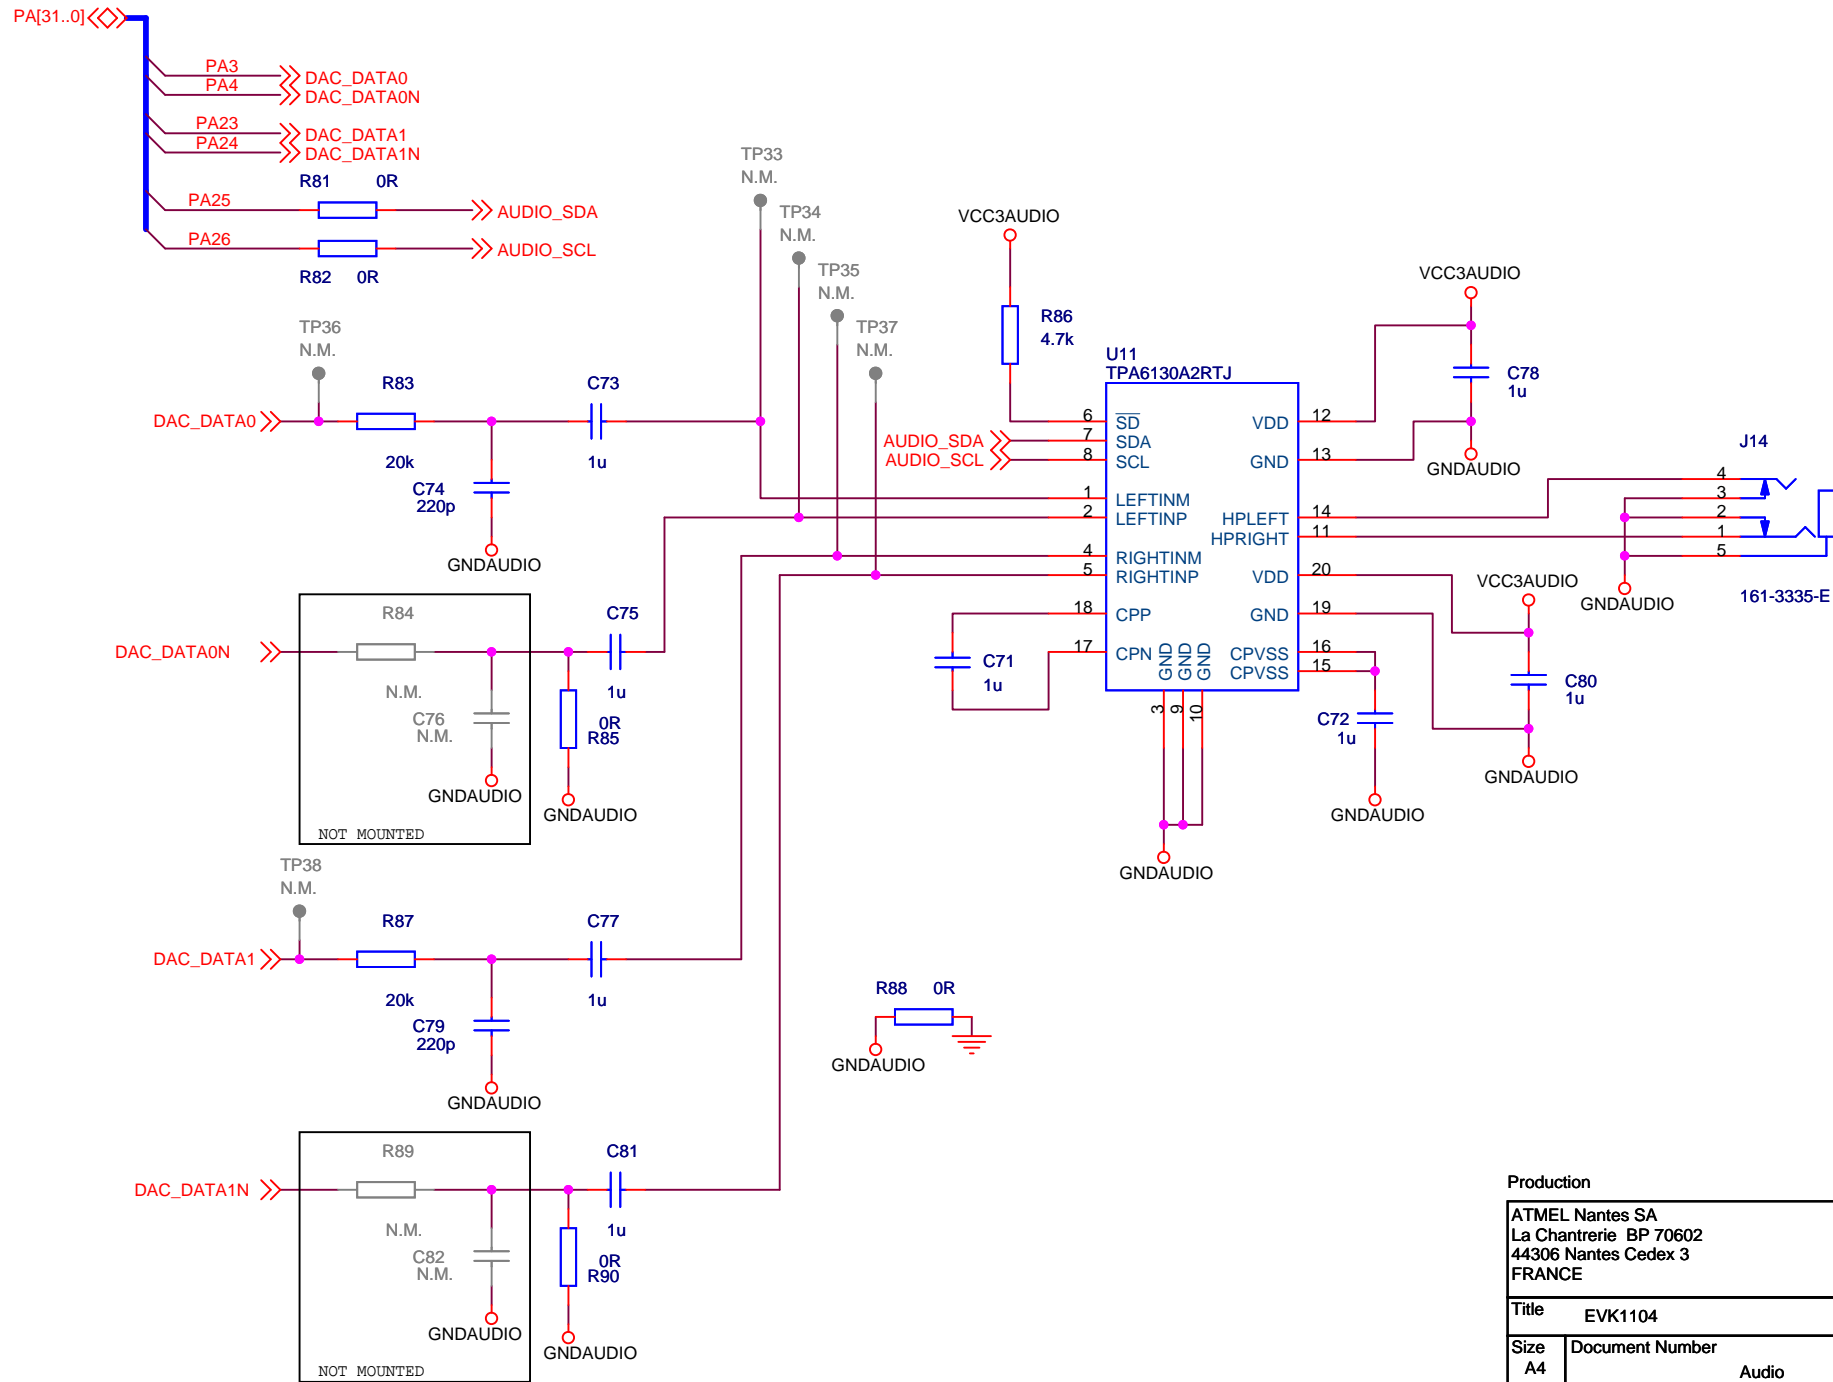 PA[31..0]
PA3
DAC_DATA0
PA4
DAC_DATA0N
PA23
DAC_DATA1
PA24
DAC_DATA1N
R81 0R
PA25
AUDIO_SDA
PA26
AUDIO_SCL
R82 0R
TP33
N.M.
TP34
N.M.
TP35
N.M.
TP37
N.M.
TP36
N.M.
R83
C73
DAC_DATA0
20k
1u
C74
220p
GNDAUDIO
R84
C75
DAC_DATA0N
N.M.
1u
C76
N.M.
0R
R85
GNDAUDIO
GNDAUDIO
NOT MOUNTED
TP38
N.M.
R87
C77
DAC_DATA1
20k
1u
C79
220p
GNDAUDIO
R89
C81
DAC_DATA1N
N.M.
1u
C82
N.M.
0R
R90
GNDAUDIO
GNDAUDIO
NOT MOUNTED
VCC3AUDIO
R86
4.7k
U11
TPA6130A2RTJ
AUDIO_SDA
AUDIO_SCL
6 SD
7 SDA
8 SCL
1 LEFTINM
2 LEFTINP
4 RIGHTINM
5 RIGHTINP
18 CPP
17 CPN
GND GND GND
3 9 10
VDD 12
GND 13
HPLEFT 14
HPRIGHT 11
VDD 20
GND 19
CPVSS 16
CPVSS 15
C71
1u
GNDAUDIO
C72
1u
GNDAUDIO
VCC3AUDIO
C78
1u
GNDAUDIO
J14
4
3
2
1
5
161-3335-E
GNDAUDIO
VCC3AUDIO
C80
1u
GNDAUDIO
R88 0R
GNDAUDIO
Production
ATMEL Nantes SA
La Chantrerie BP 70602
44306 Nantes Cedex 3
FRANCE
Title EVK1104
Size Document Number
A4 Audio